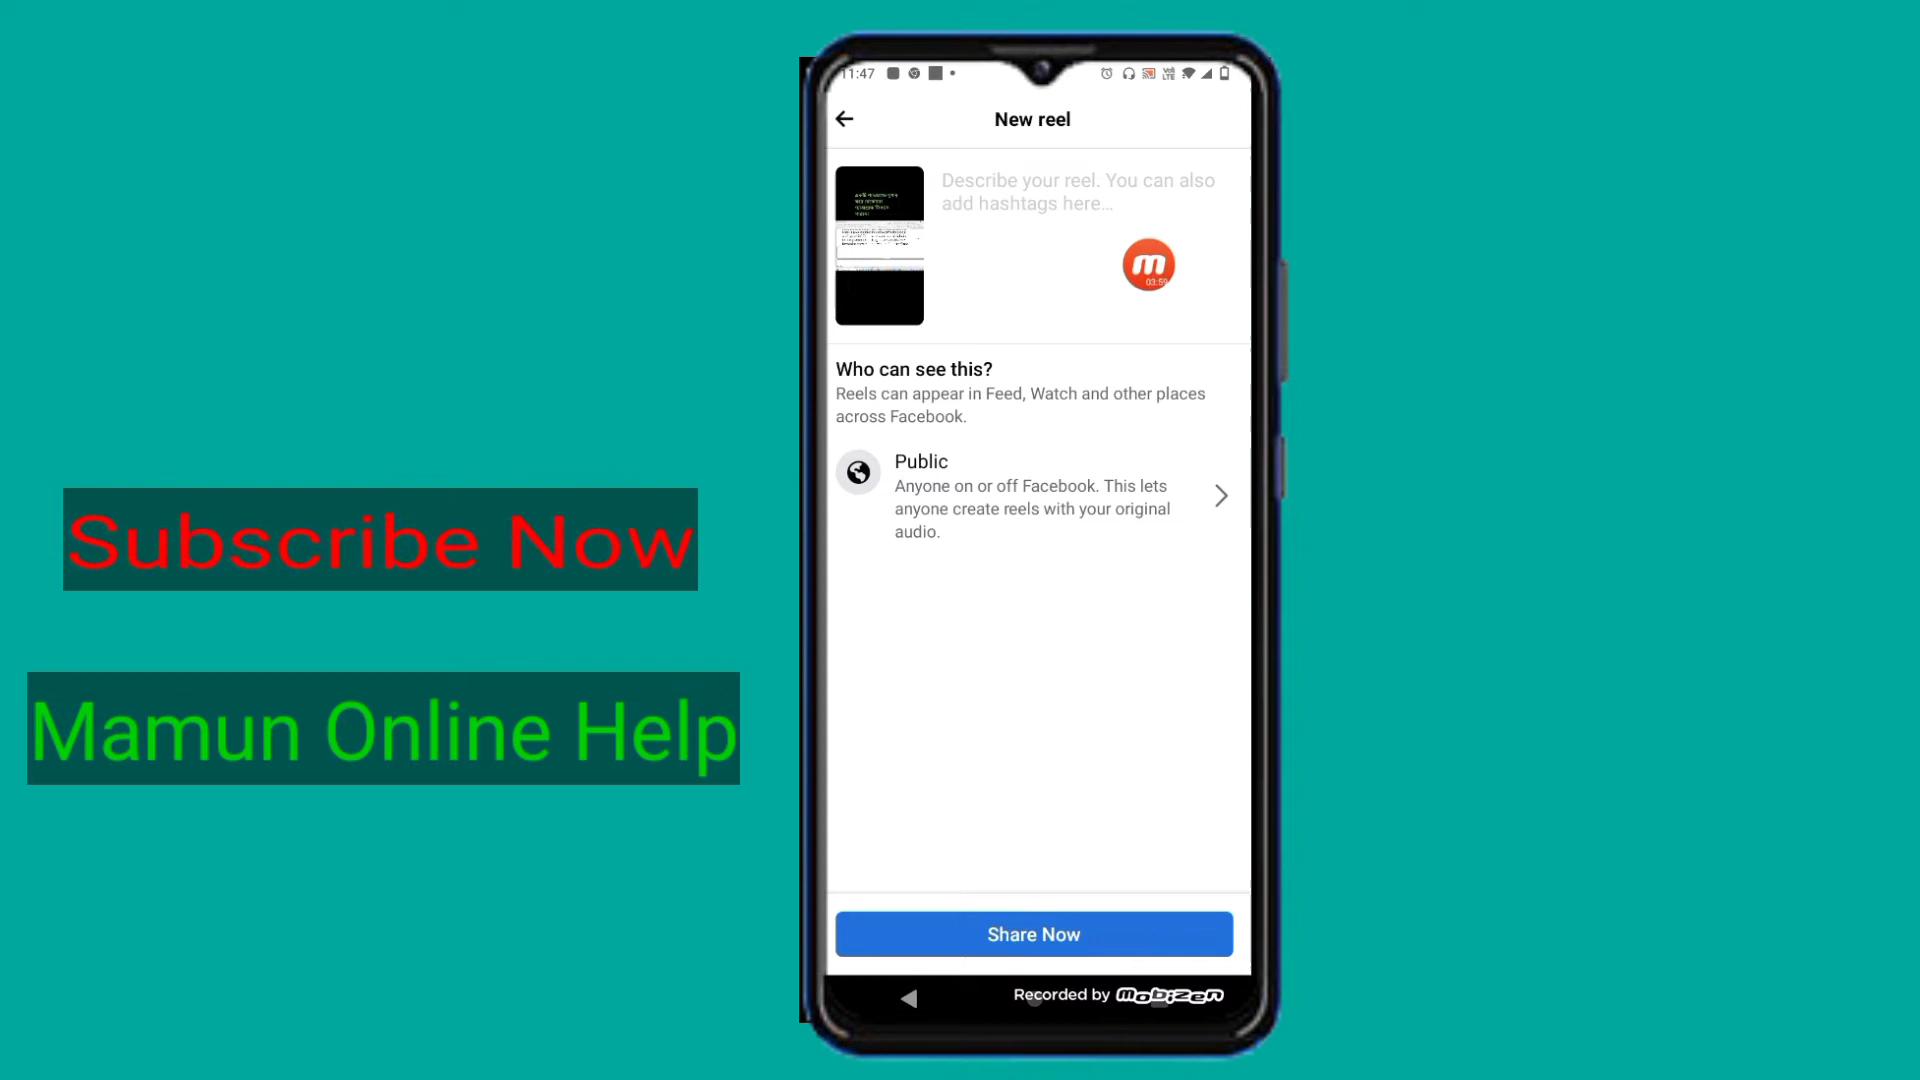 11:47
New reel
Describe your reel. You can also
add hashtags here...
m
03:59
Who can see this?
Reels can appear in Feed, Watch and other places
across Facebook.
Public
Anyone on or off Facebook. This lets
anyone create reels with your original
audio.
Subscribe Now
Mamun Online Help
Share Now
Recorded by Mobizen